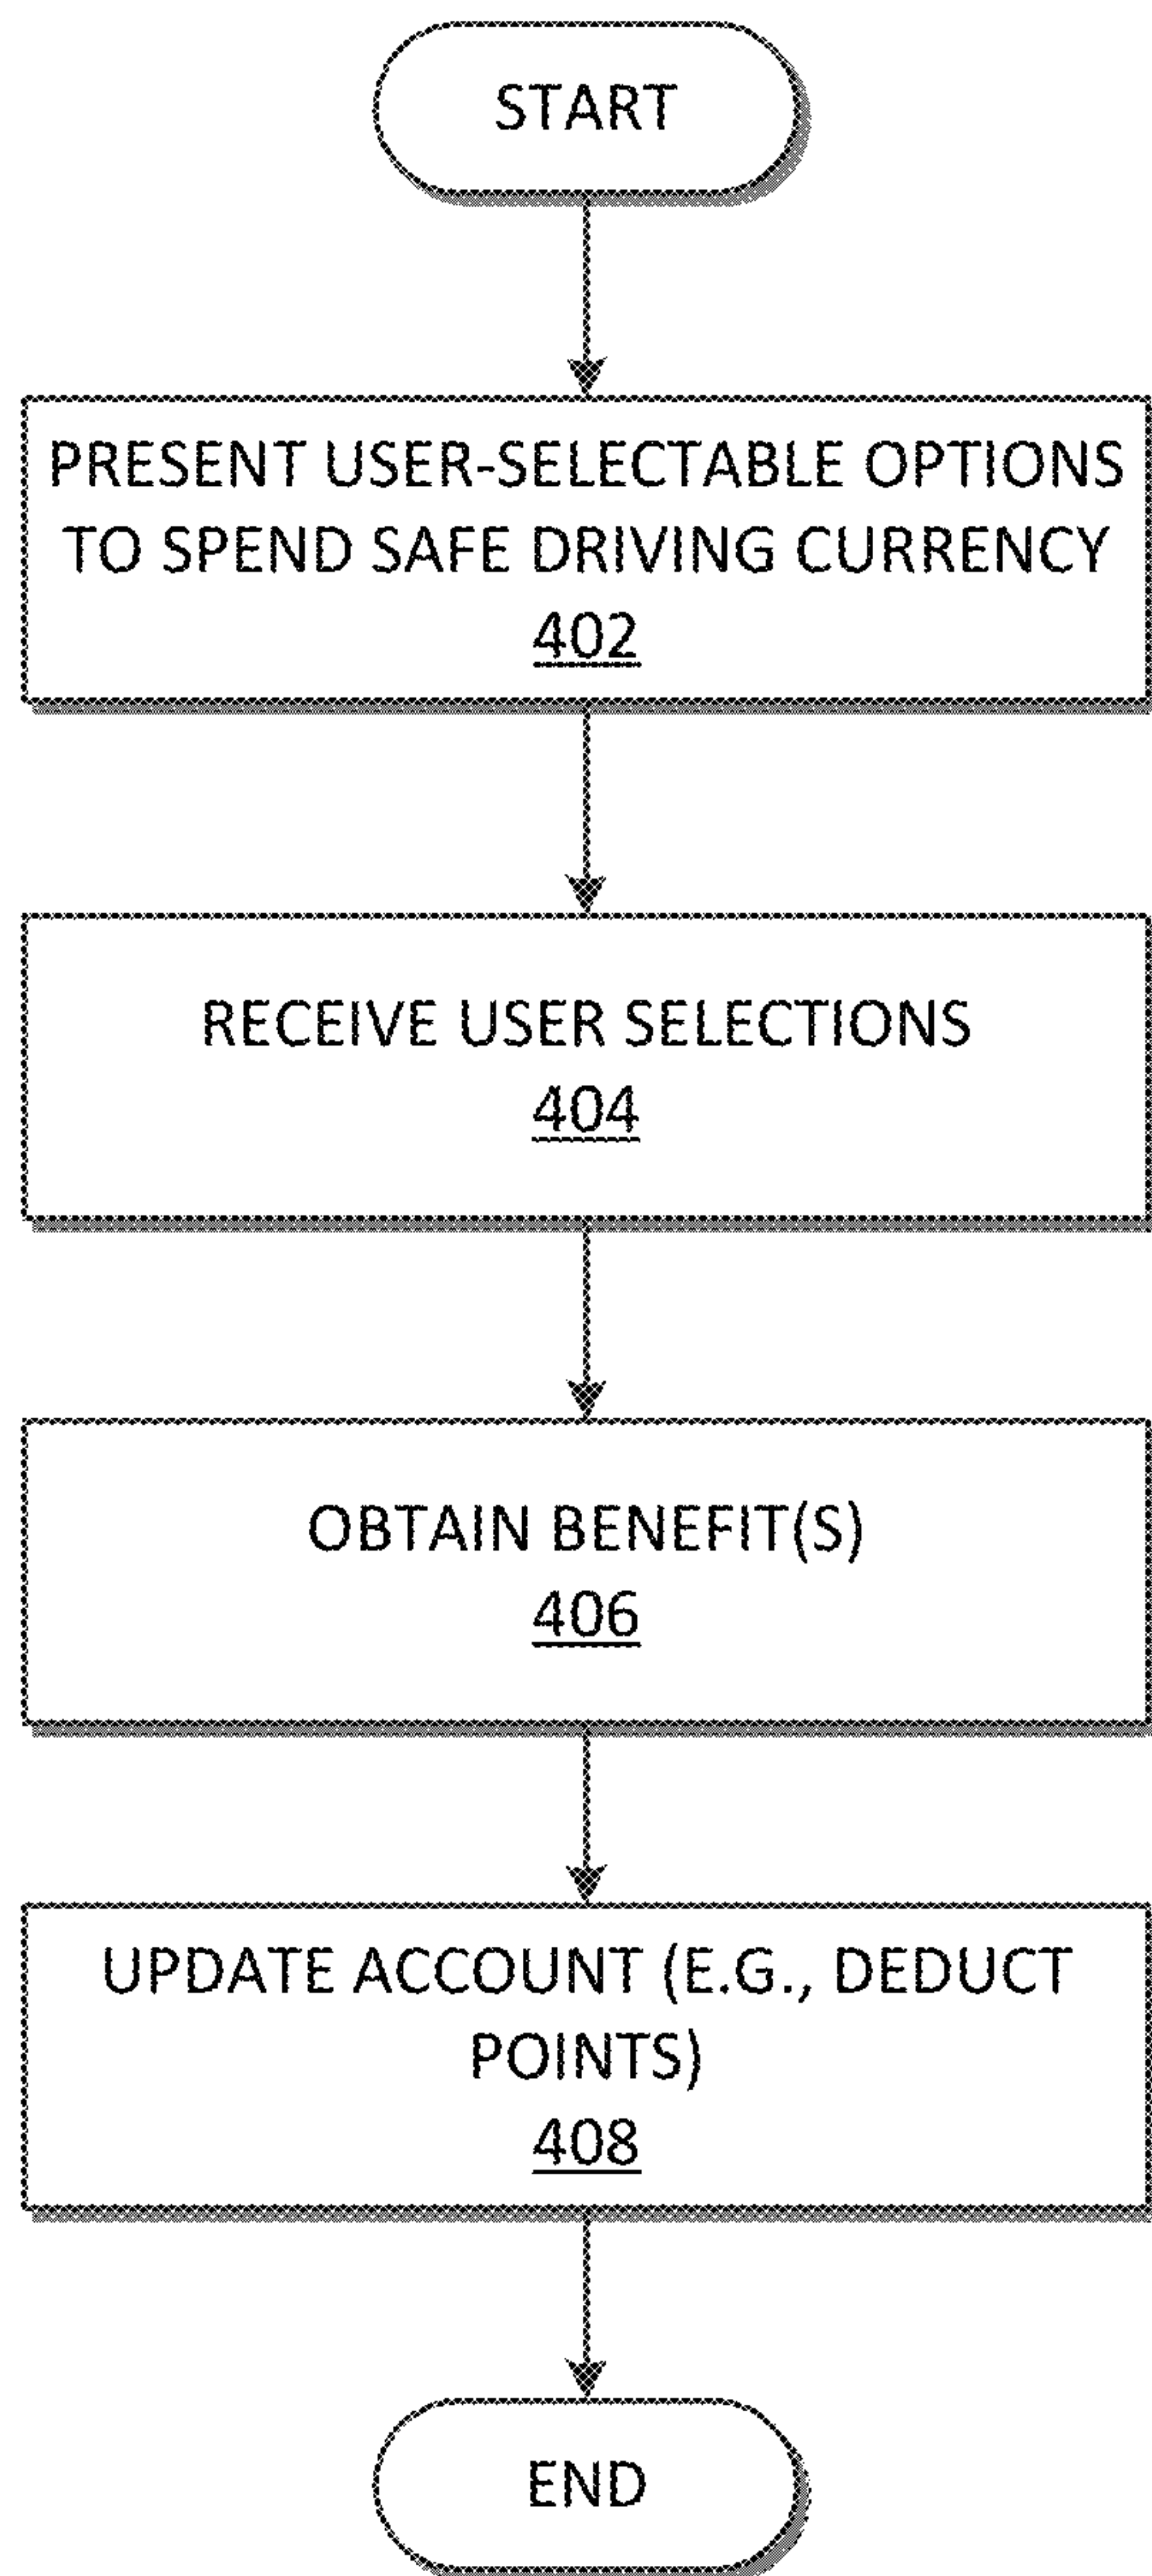 START
PRESENT USER-SELECTABLE OPTIONS
TO SPEND SAFE DRIVING CURRENCY
402
RECEIVE USER SELECTIONS
404
OBTAIN BENEFIT(S)
406
UPDATE ACCOUNT (E.G., DEDUCT
POINTS)
408
END